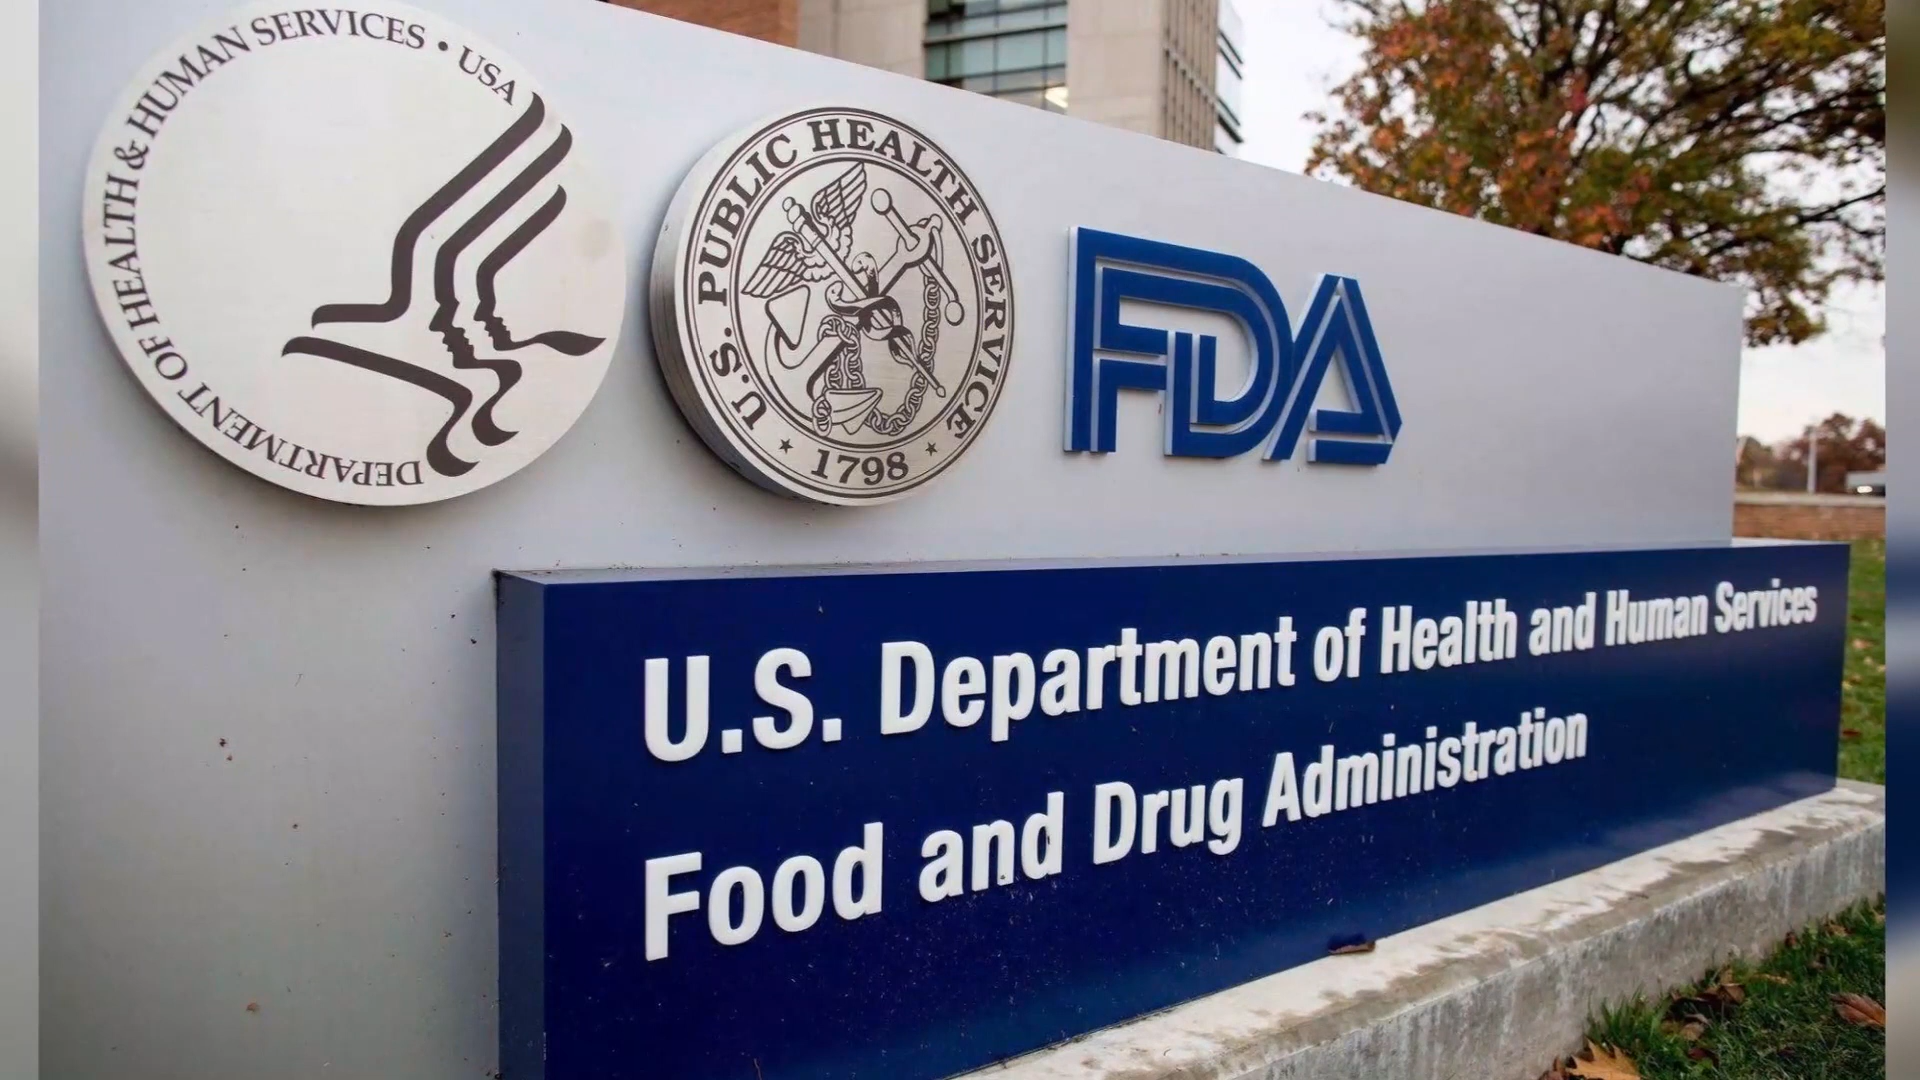 DEPARTMENT OF HEALTH & HUMAN SERVICES • USA
U.S. PUBLIC HEALTH SERVICE
1798
FDA
U.S. Department of Health and Human Services
Food and Drug Administration